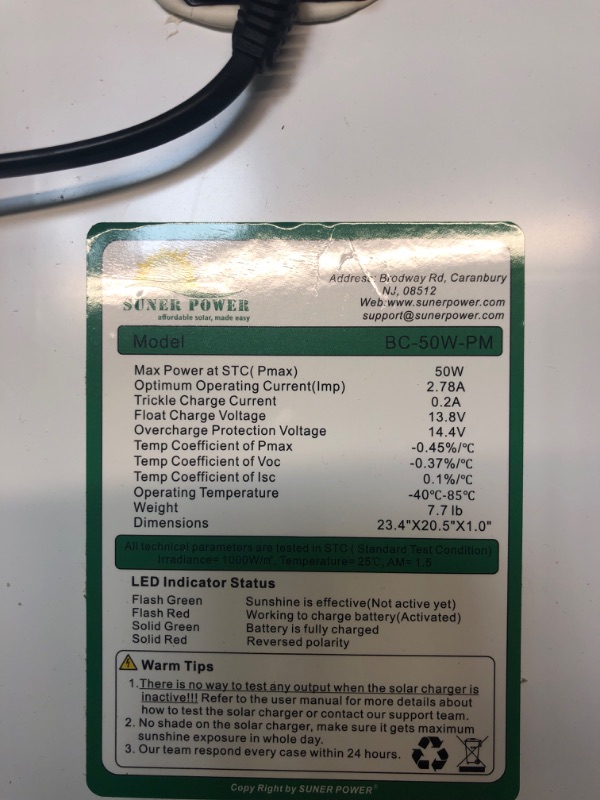 SUNER POWER
affordable solar, made easy
Address: Brodway Rd, Caranbury
NJ, 08512
Web:www.sunerpower.com
support@sunerpower.com
Model BC-50W-PM
Max Power at STC( Pmax) 50W
Optimum Operating Current(Imp) 2.78A
Trickle Charge Current 0.2A
Float Charge Voltage 13.8V
Overcharge Protection Voltage 14.4V
Temp Coefficient of Pmax -0.45%/℃
Temp Coefficient of Voc -0.37%/℃
Temp Coefficient of Isc 0.1%/℃
Operating Temperature -40℃-85℃
Weight 7.7 lb
Dimensions 23.4"X20.5"X1.0"
All technical parameters are tested in STC ( Standard Test Condition)
Irradiance= 1000W/㎡, Temperature= 25℃, AM= 1.5
LED Indicator Status
Flash Green Sunshine is effective(Not active yet)
Flash Red Working to charge battery(Activated)
Solid Green Battery is fully charged
Solid Red Reversed polarity
Warm Tips
1. There is no way to test any output when the solar charger is
inactive!!! Refer to the user manual for more details about
how to test the solar charger or contact our support team.
2. No shade on the solar charger, make sure it gets maximum
sunshine exposure in whole day.
3. Our team respond every case within 24 hours.
Copy Right by SUNER POWER®